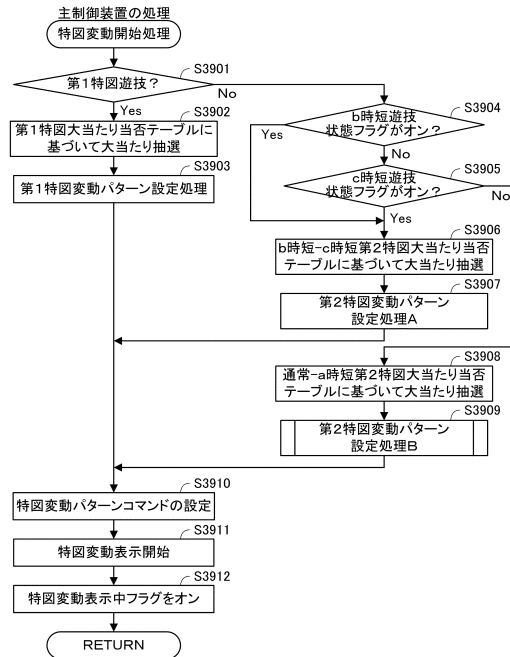 主制御装置の処理
特図変動開始処理
S3901
第1特図遊技？
No
Yes
S3902
第1特図大当たり当否テーブルに
基づいて大当たり抽選
S3903
第1特図変動パターン設定処理
S3904
b時短遊技
状態フラグがオン？
Yes
No
S3905
c時短遊技
状態フラグがオン？
No
Yes
S3906
b時短-c時短第2特図大当たり当否
テーブルに基づいて大当たり抽選
S3907
第2特図変動パターン
設定処理A
S3908
通常-a時短第2特図大当たり当否
テーブルに基づいて大当たり抽選
S3909
第2特図変動パターン
設定処理B
S3910
特図変動パターンコマンドの設定
S3911
特図変動表示開始
S3912
特図変動表示中フラグをオン
RETURN